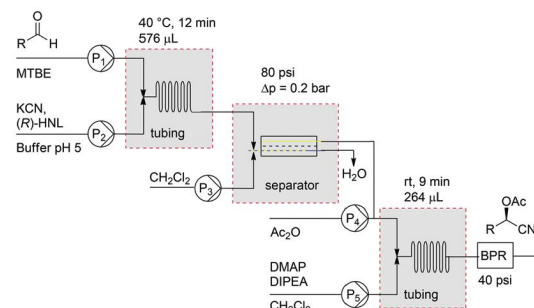 O
R
H
MTBE
P1
40 °C, 12 min
576 μL
KCN,
(R)-HNL
Buffer pH 5
P2
tubing
80 psi
Δp = 0.2 bar
CH2Cl2
P3
H2O
separator
rt, 9 min
264 μL
Ac2O
P4
OAc
R
CN
BPR
40 psi
DMAP
DIPEA
CH2Cl2
P5
tubing